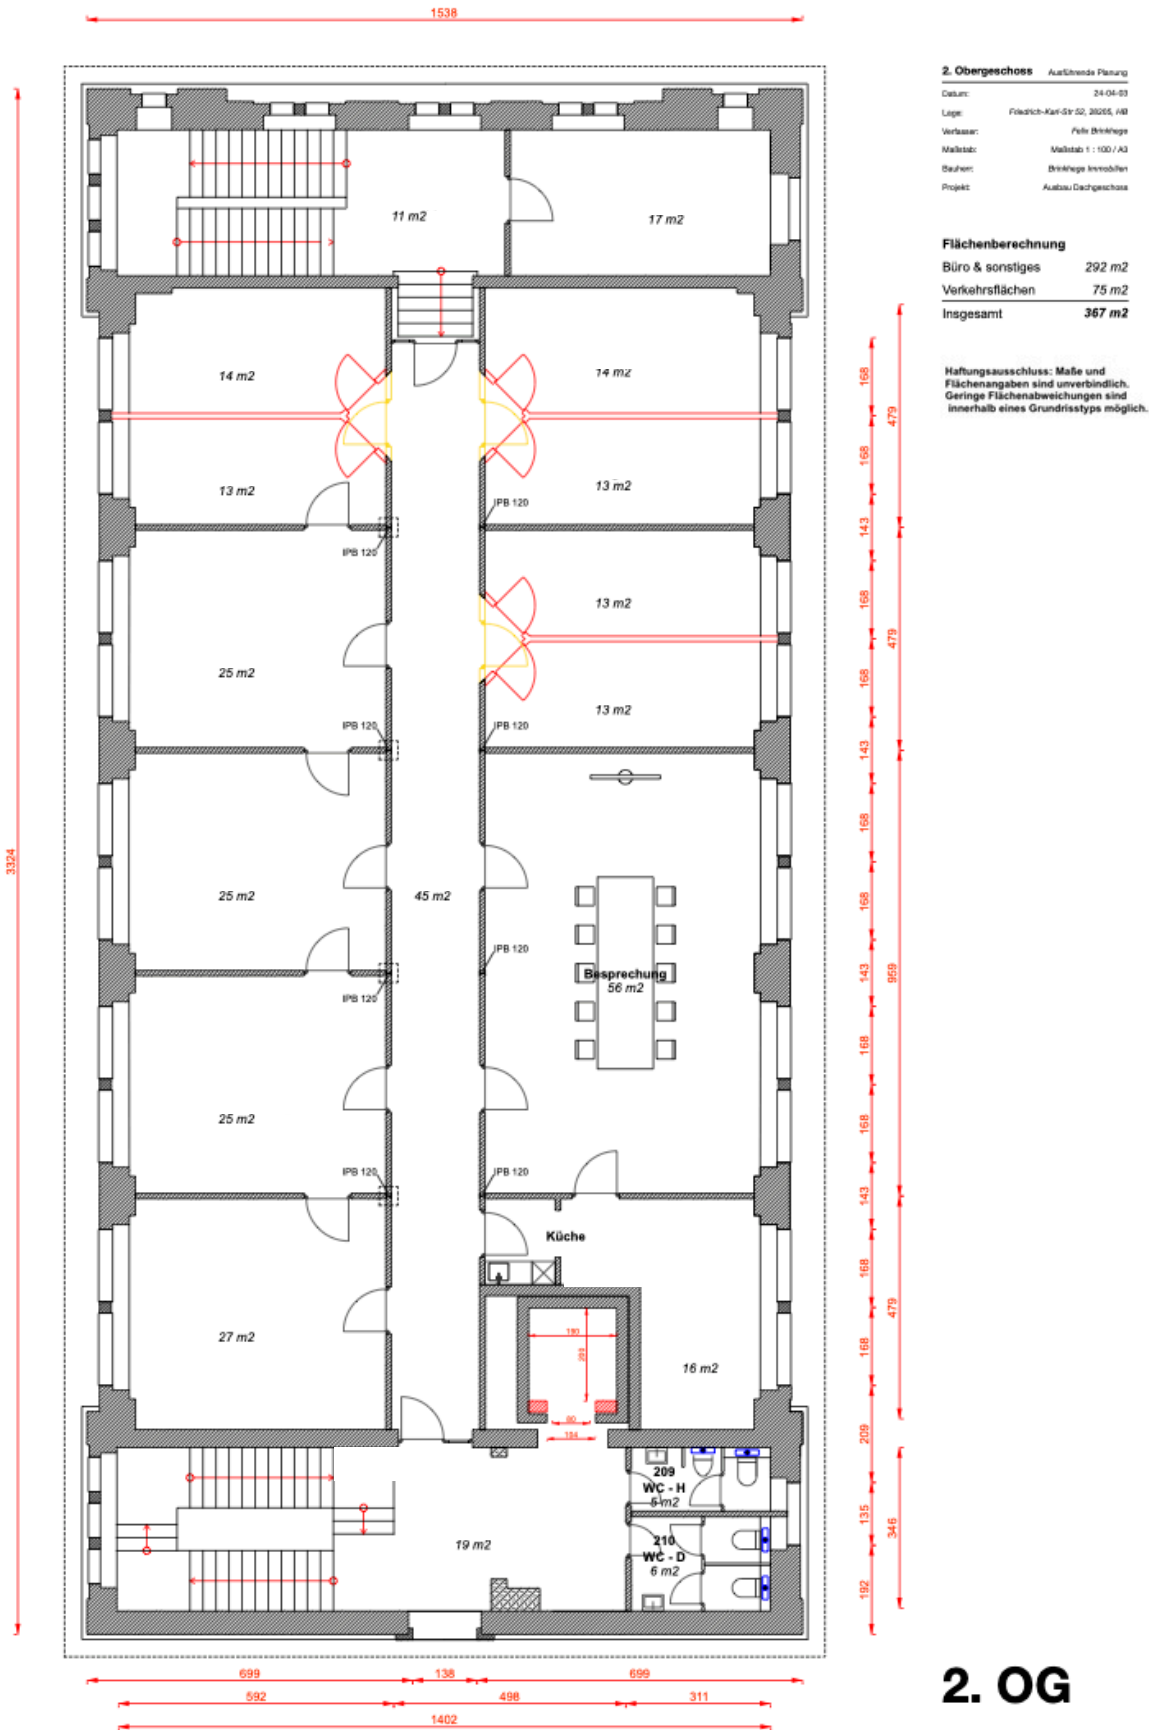 1538
2. Obergeschoss Ausführende Planung
Datum: 24-04-03
Lage: Friedrich-Karl-Str 52, 28205, HB
Verfasser: Felix Brinkhege
Maßstab: Maßstab 1 : 100 / A3
Bauherr: Brinkhege Immobilien
Projekt: Ausbau Dachgeschoss
Flächenberechnung
Büro & sonstiges 292 m2
Verkehrsflächen 75 m2
Insgesamt 367 m2
Haftungsausschluss: Maße und
Flächenangaben sind unverbindlich.
Geringe Flächenabweichungen sind
innerhalb eines Grundrisstyps möglich.
11 m2
17 m2
14 m2
14 m2
168
479
168
13 m2
13 m2
IPB 120
143
IPB 120
13 m2
168
479
25 m2
168
13 m2
IPB 120
IPB 120
143
168
3324
25 m2
45 m2
168
IPB 120
143
959
Besprechung
56 m2
IPB 120
168
25 m2
168
IPB 120
IPB 120
143
Küche
168
479
190
27 m2
200
168
16 m2
80
104
209
209
WC - H
5 m2
135
346
19 m2
210
WC - D
6 m2
192
699
138
699
592
498
311
1402
2. OG